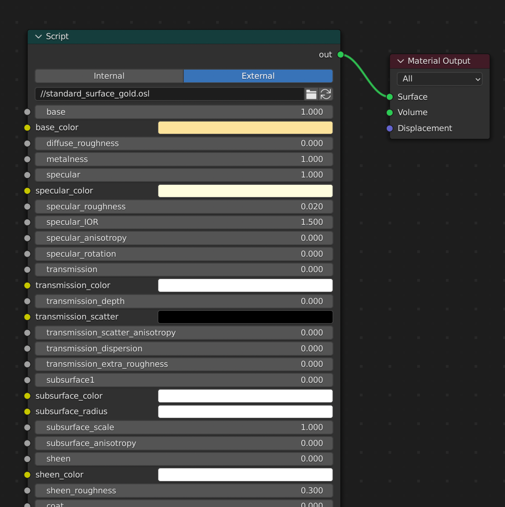 Script
out
Internal External
//standard_surface_gold.osl
base 1.000
base_color
diffuse_roughness 0.000
metalness 1.000
specular 1.000
specular_color
specular_roughness 0.020
specular_IOR 1.500
specular_anisotropy 0.000
specular_rotation 0.000
transmission 0.000
transmission_color
transmission_depth 0.000
transmission_scatter
transmission_scatter_anisotropy 0.000
transmission_dispersion 0.000
transmission_extra_roughness 0.000
subsurface1 0.000
subsurface_color
subsurface_radius
subsurface_scale 1.000
subsurface_anisotropy 0.000
sheen 0.000
sheen_color
sheen_roughness 0.300
coat 0.000
Material Output
All
Surface
Volume
Displacement